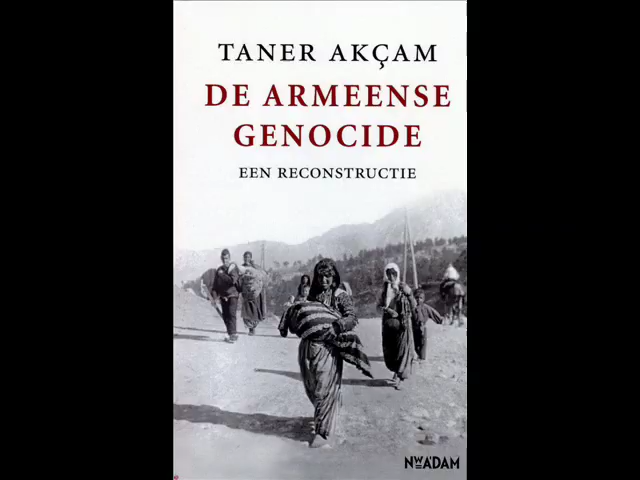 TANER AKÇAM
DE ARMEENSE
GENOCIDE
EEN RECONSTRUCTIE
NWADAM